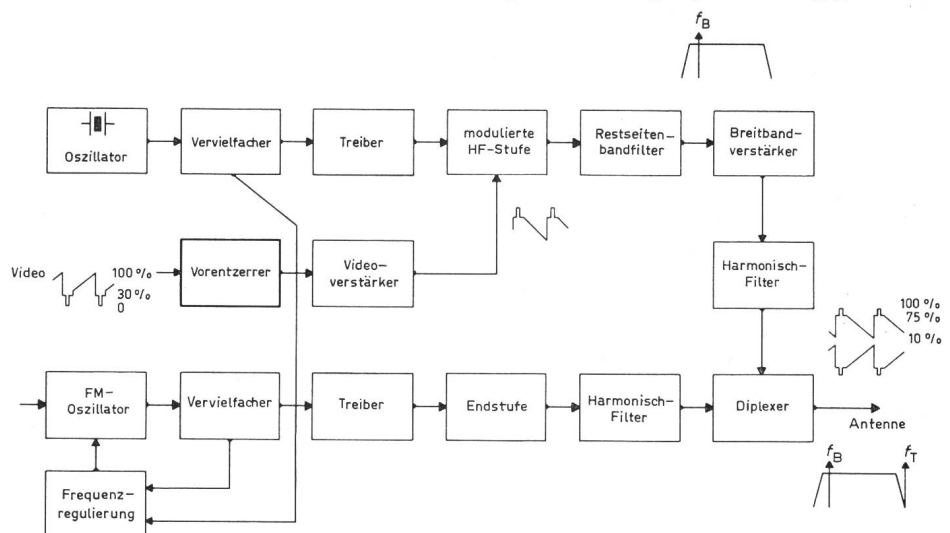 f_B
Oszillator
Vervielfacher
Treiber
modulierte
HF-Stufe
Restseiten-
bandfilter
Breitband-
verstärker
Video
100 %
30 %
0
Vorentzerrer
Video-
verstärker
Harmonisch-
Filter
100 %
75 %
10 %
FM-
Oszillator
Vervielfacher
Treiber
Endstufe
Harmonisch-
Filter
Diplexer
Antenne
Frequenz-
regulierung
f_B
f_T